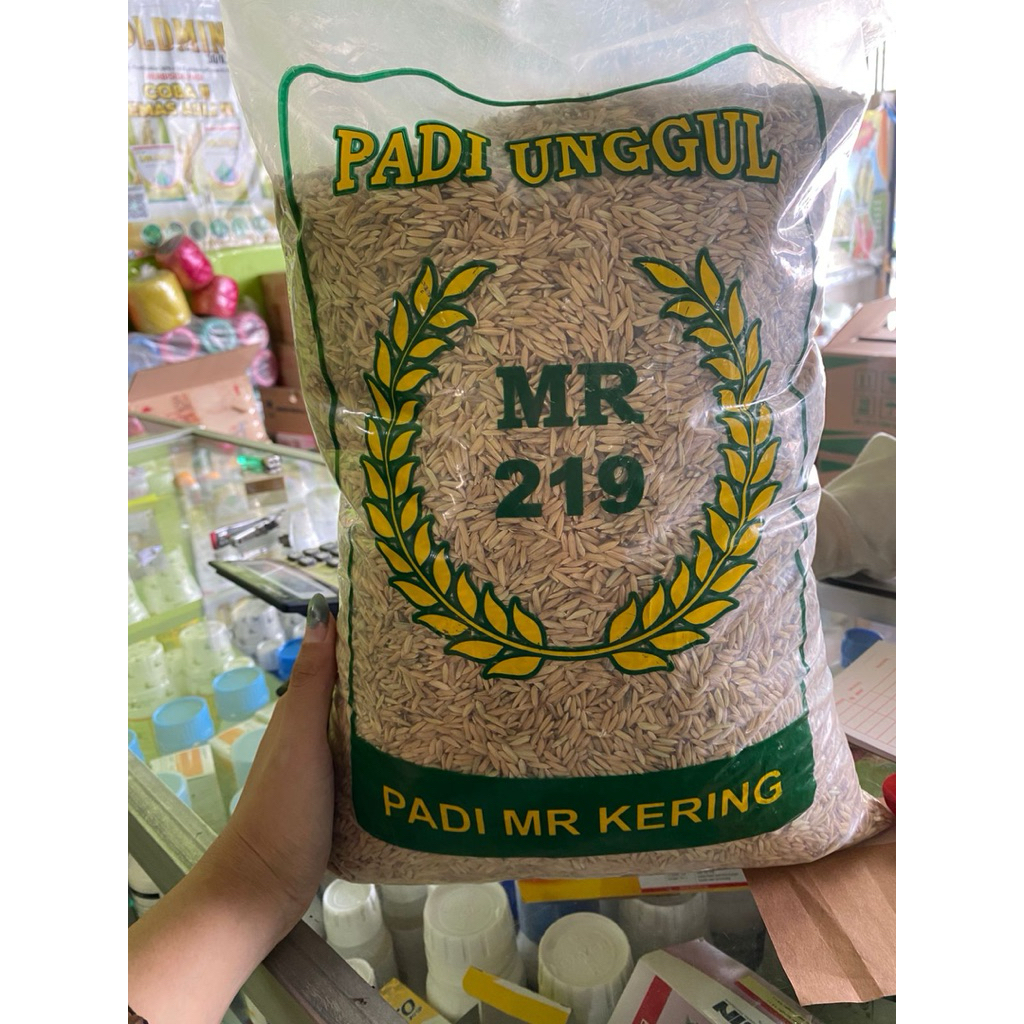 PADI UNGGUL
MR
219
PADI MR KERING